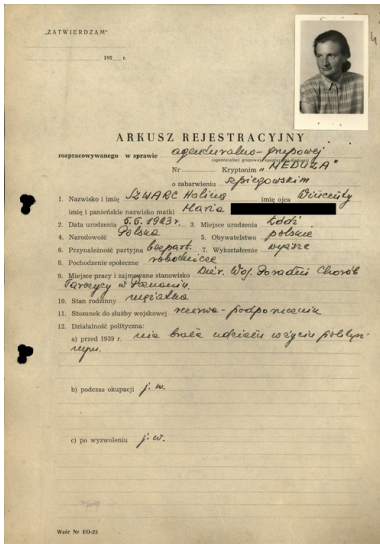 „ZATWIERDZAM"
195 r.
ARKUSZ REJESTRACYJNY
rozpracowywanego w sprawie agenturalno-grupowej
Nr Kryptonim „MEDUZA"
o zabarwieniu szpiegowskim
1. Nazwisko i imię SZWARC Halina imię ojca Wincenty
imię i panieńskie nazwisko matki Maria
2. Data urodzenia 5.5.1923 r. 3. Miejsce urodzenia Łódź
4. Narodowość Polska 5. Obywatelstwo polskie
6. Przynależność partyjna bezpart. 7. Wykształcenie wyższe
8. Pochodzenie społeczne robotnicze
9. Miejsce pracy i zajmowane stanowisko Dyr. Woj. Poradni Chorób
Tarczycy w Poznaniu
10. Stan rodzinny mężatka
11. Stosunek do służby wojskowej rezerwa - podporucznik
12. Działalność polityczna:
a) przed 1939 r. nie brała udziału w życiu politycz-
nym.
b) podczas okupacji j.w.
c) po wyzwoleniu j.w.
Wzór Nr EO-23